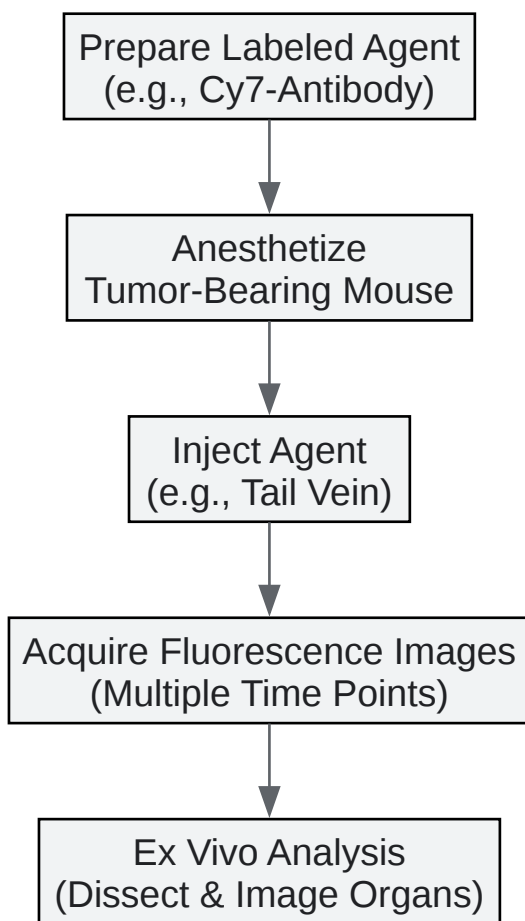 Prepare Labeled Agent
(e.g., Cy7-Antibody)
Anesthetize
Tumor-Bearing Mouse
Inject Agent
(e.g., Tail Vein)
Acquire Fluorescence Images
(Multiple Time Points)
Ex Vivo Analysis
(Dissect & Image Organs)